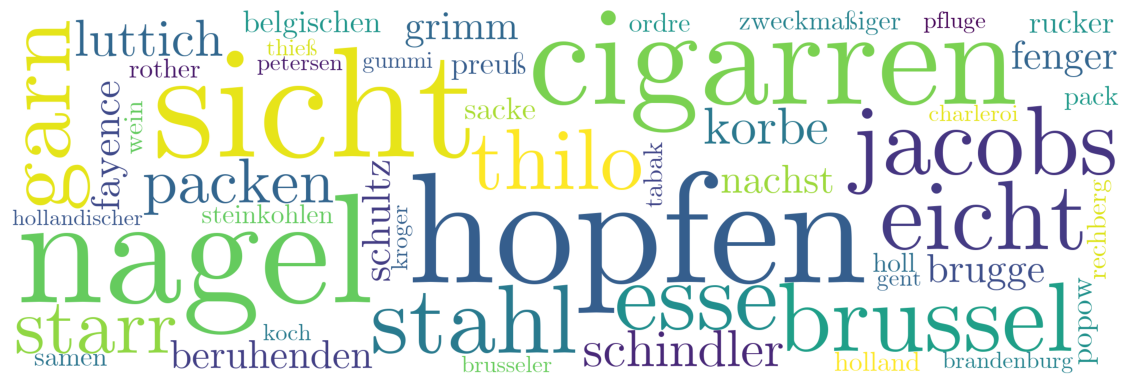 belgischen
grimm
ordre
zweckmaßiger
pfluge
rucker
luttich
thieß
petersen
gummi
preuß
cigarren
fenger
rother
garn
sicht
sacke
charleroi
pack
fayence
wein
thilo
korbe
jacobs
packen
tabak
nachst
hollandischer
steinkohlen
schultz
kroger
hopfen
eicht
rechberg
nagel
holl
gent
brugge
starr
stahl
esse
brussel
popow
koch
samen
beruhenden
brusseler
schindler
holland
brandenburg